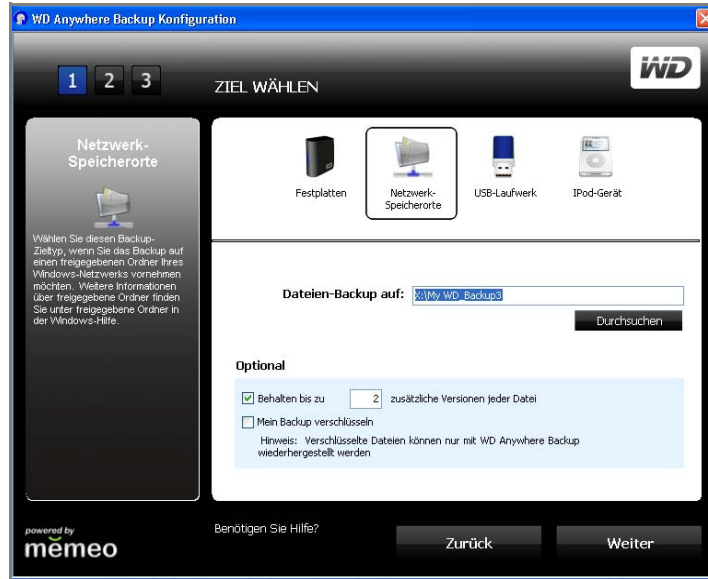 WD Anywhere Backup Konfiguration
1 2 3
ZIEL WÄHLEN
WD
Netzwerk-
Speicherorte
Wählen Sie diesen Backup-
Zieltyp, wenn Sie das Backup auf
einen freigegebenen Ordner Ihres
Windows-Netzwerks vornehmen
möchten. Weitere Informationen
über freigegebene Ordner finden
Sie unter freigegebene Ordner in
der Windows-Hilfe.
Festplatten
Netzwerk-
Speicherorte
USB-Laufwerk
IPod-Gerät
Dateien-Backup auf: X:\My WD_Backup3
Durchsuchen
Optional
Behalten bis zu 2 zusätzliche Versionen jeder Datei
Mein Backup verschlüsseln
Hinweis: Verschlüsselte Dateien können nur mit WD Anywhere Backup
wiederhergestellt werden
powered by
memeo
Benötigen Sie Hilfe?
Zurück
Weiter